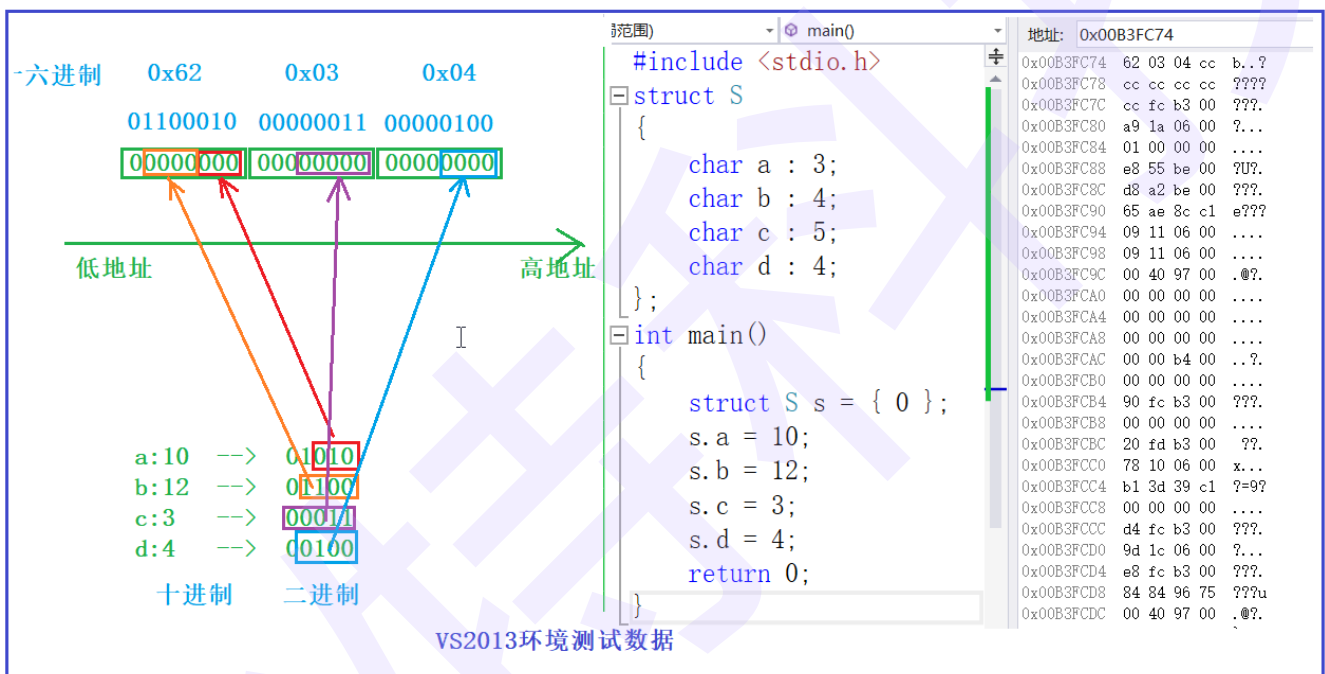 十六进制 0x62 0x03 0x04
01100010 00000011 00000100
00000000 00000000 00000000
低地址 高地址
a:10 --> 01010
b:12 --> 01100
c:3 --> 00011
d:4 --> 00100
十进制 二进制
VS2013环境测试数据
范围) main()
#include <stdio.h>
struct S
{
char a : 3;
char b : 4;
char c : 5;
char d : 4;
};
int main()
{
struct S s = { 0 };
s.a = 10;
s.b = 12;
s.c = 3;
s.d = 4;
return 0;
}
地址: 0x00B3FC74
0x00B3FC74 62 03 04 cc b..?
0x00B3FC78 cc cc cc cc ????
0x00B3FC7C cc fc b3 00 ???.
0x00B3FC80 a9 1a 06 00 ?...
0x00B3FC84 01 00 00 00 ....
0x00B3FC88 e8 55 be 00 ?U?.
0x00B3FC8C d8 a2 be 00 ???.
0x00B3FC90 65 ae 8c c1 e???
0x00B3FC94 09 11 06 00 ....
0x00B3FC98 09 11 06 00 ....
0x00B3FC9C 00 40 97 00 .@?.
0x00B3FCA0 00 00 00 00 ....
0x00B3FCA4 00 00 00 00 ....
0x00B3FCA8 00 00 00 00 ....
0x00B3FCAC 00 00 b4 00 ..?.
0x00B3FCB0 00 00 00 00 ....
0x00B3FCB4 90 fc b3 00 ???.
0x00B3FCB8 00 00 00 00 ....
0x00B3FCBC 20 fd b3 00 ??.
0x00B3FCC0 78 10 06 00 x...
0x00B3FCC4 b1 3d 39 c1 ?=9?
0x00B3FCC8 00 00 00 00 ....
0x00B3FCCC d4 fc b3 00 ???.
0x00B3FCD0 9d 1c 06 00 ?...
0x00B3FCD4 e8 fc b3 00 ???.
0x00B3FCD8 84 84 96 75 ???u
0x00B3FCDC 00 40 97 00 .@?.